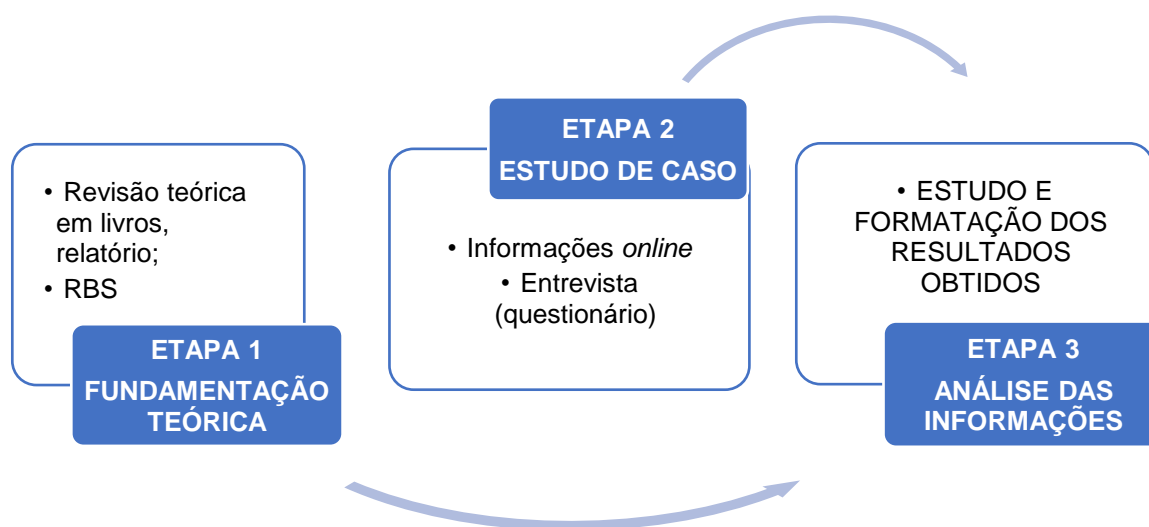 • Revisão teórica
em livros,
relatório;
• RBS
ETAPA 1
FUNDAMENTAÇÃO
TEÓRICA
ETAPA 2
ESTUDO DE CASO
• Informações online
• Entrevista
(questionário)
• ESTUDO E
FORMATAÇÃO DOS
RESULTADOS
OBTIDOS
ETAPA 3
ANÁLISE DAS
INFORMAÇÕES